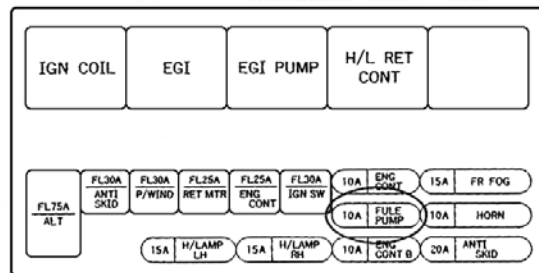 IGN COIL EGI EGI PUMP H/L RET
CONT
FL30A FL30A FL25A FL25A FL30A 10A ENG
CONT 15A FR FOG
ANTI
SKID P/WIND RET MTR ENG
CONT IGN SW
FL75A
ALT
10A FULE
PUMP 10A HORN
15A H/LAMP
LH 15A H/LAMP
RH 10A ENG
CONT B 20A ANTI
SKID